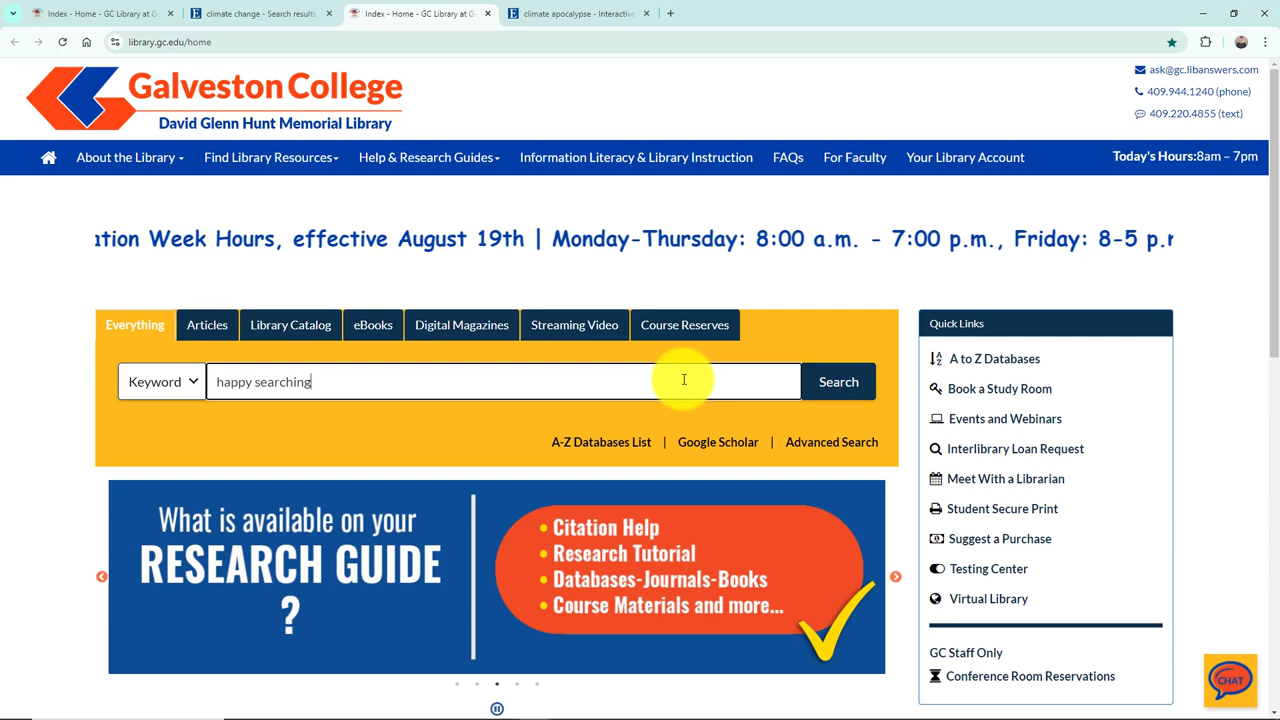 Index - Home - GC Library at G
climate change - Search results
Index - Home - GC Library at G
climate apocalypse - Interactive
library.gc.edu/home
Galveston College
David Glenn Hunt Memorial Library
ask@gc.libanswers.com
409.944.1240 (phone)
409.220.4855 (text)
About the Library
Find Library Resources
Help & Research Guides
Information Literacy & Library Instruction
FAQs
For Faculty
Your Library Account
Today's Hours:8am – 7pm
ation Week Hours, effective August 19th | Monday-Thursday: 8:00 a.m. - 7:00 p.m., Friday: 8-5 p.r
Everything
Articles
Library Catalog
eBooks
Digital Magazines
Streaming Video
Course Reserves
Keyword
happy searching
Search
A-Z Databases List | Google Scholar | Advanced Search
What is available on your
RESEARCH GUIDE
?
• Citation Help
• Research Tutorial
• Databases-Journals-Books
• Course Materials and more...
Quick Links
A to Z Databases
Book a Study Room
Events and Webinars
Interlibrary Loan Request
Meet With a Librarian
Student Secure Print
Suggest a Purchase
Testing Center
Virtual Library
GC Staff Only
Conference Room Reservations
CHAT